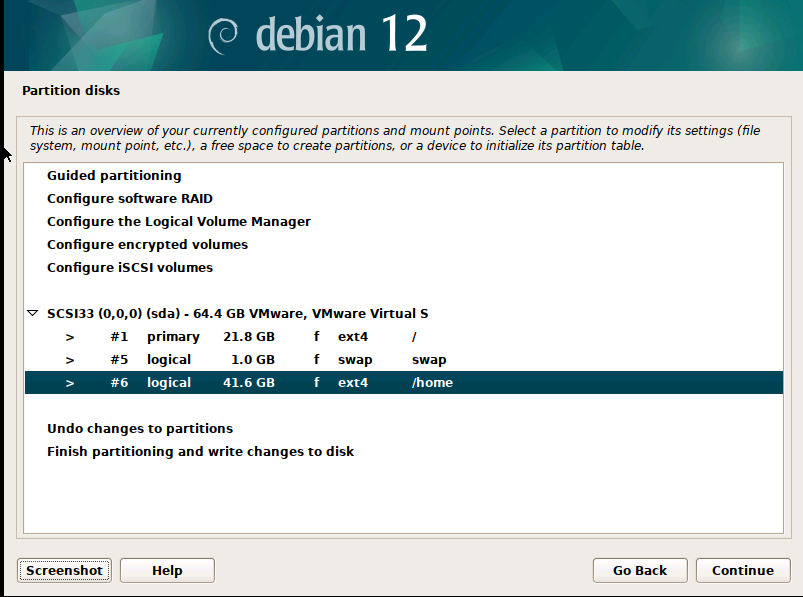 debian 12
Partition disks
This is an overview of your currently configured partitions and mount points. Select a partition to modify its settings (file
system, mount point, etc.), a free space to create partitions, or a device to initialize its partition table.
Guided partitioning
Configure software RAID
Configure the Logical Volume Manager
Configure encrypted volumes
Configure iSCSI volumes
SCSI33 (0,0,0) (sda) - 64.4 GB VMware, VMware Virtual S
> #1 primary 21.8 GB f ext4 /
> #5 logical 1.0 GB f swap swap
> #6 logical 41.6 GB f ext4 /home
Undo changes to partitions
Finish partitioning and write changes to disk
Screenshot Help Go Back Continue